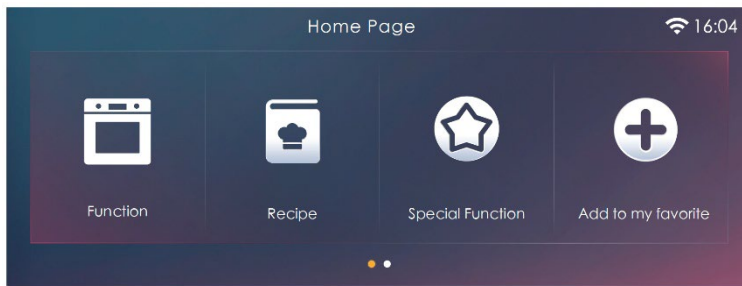 Home Page
16:04
Function
Recipe
Special Function
Add to my favorite